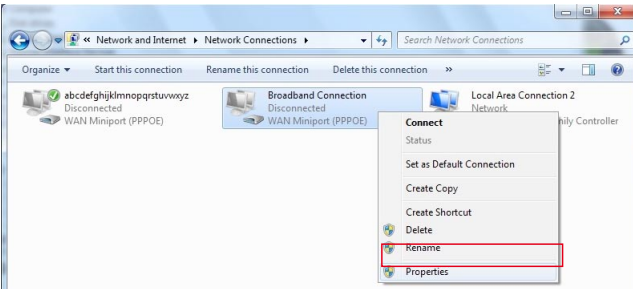 « Network and Internet ▸ Network Connections ▸
Search Network Connections
Organize ▾ Start this connection Rename this connection Delete this connection »
abcdefghijklmnopqrstuvwxyz
Disconnected
WAN Miniport (PPPOE)
Broadband Connection
Disconnected
WAN Miniport (PPPOE)
Local Area Connection 2
Network
nily Controller
Connect
Status
Set as Default Connection
Create Copy
Create Shortcut
Delete
Rename
Properties